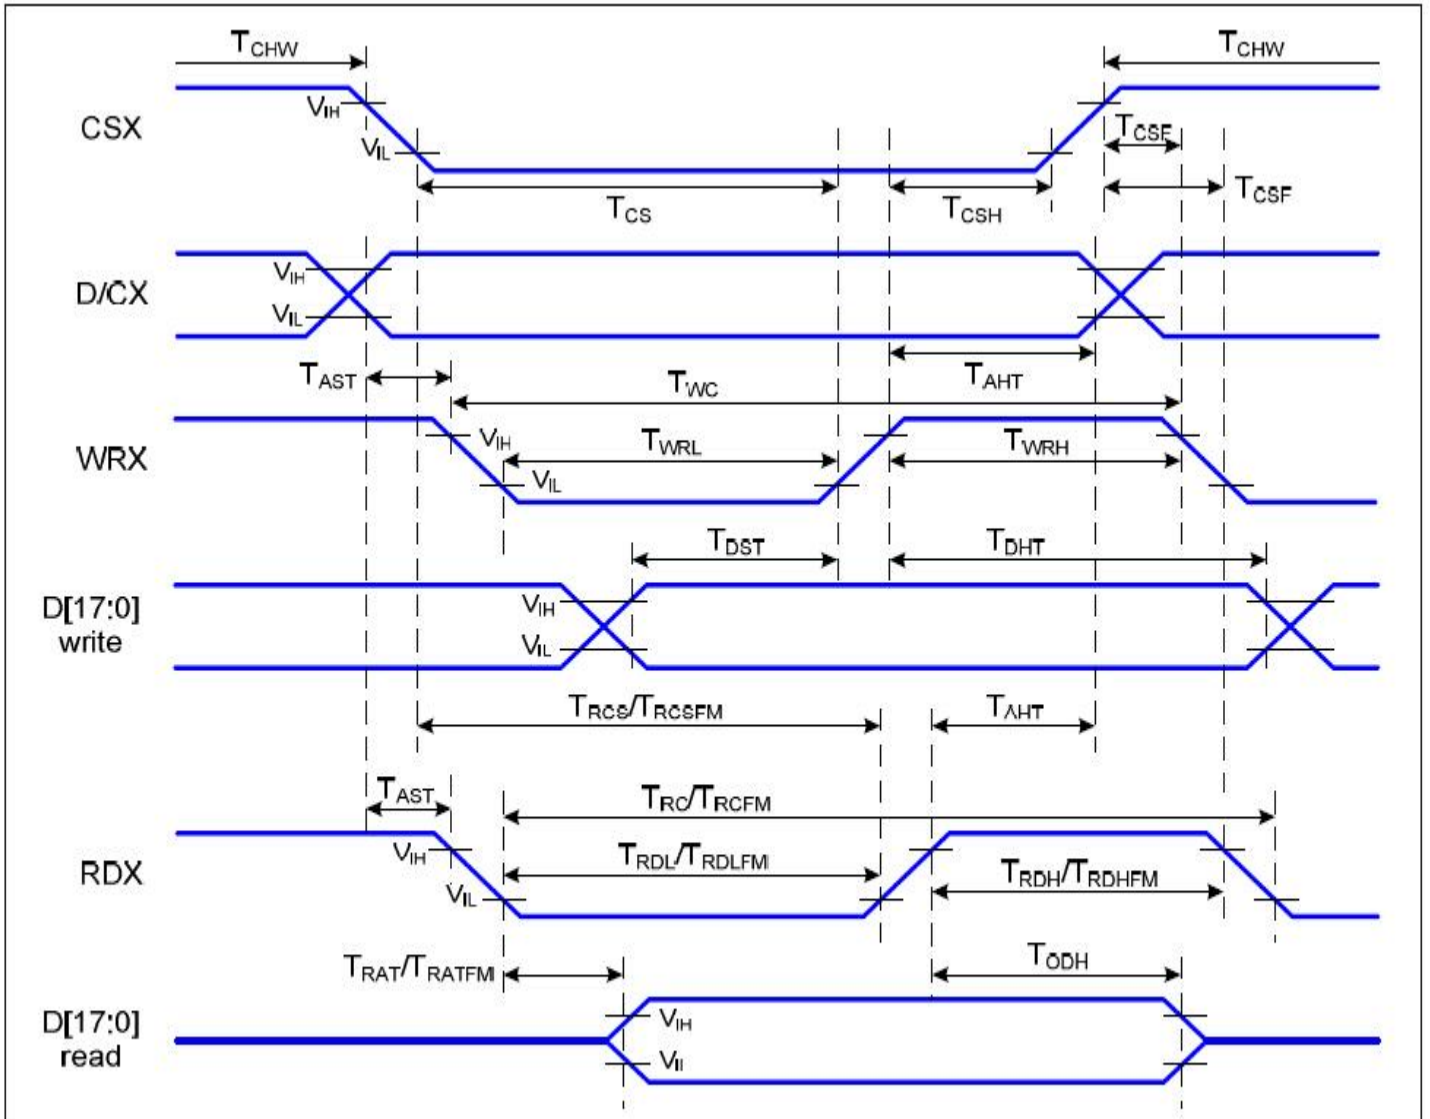 TCHW TCHW
VIH
CSX
VIL
TCSF
TCSF
TCS TCSH
VIH
D/CX
VIL
TAST TWC TAHT
VIH
WRX TWRL TWRH
VIL
TDST TDHT
D[17:0]
write
VIH
VIL
TRCS/TRCSFM TAHT
TAST TRC/TRCFM
VIH TRDL/TRDLFM TRDH/TRDHFM
RDX
VIL
TRAT/TRATFM TODH
D[17:0]
read
VIH
VIL